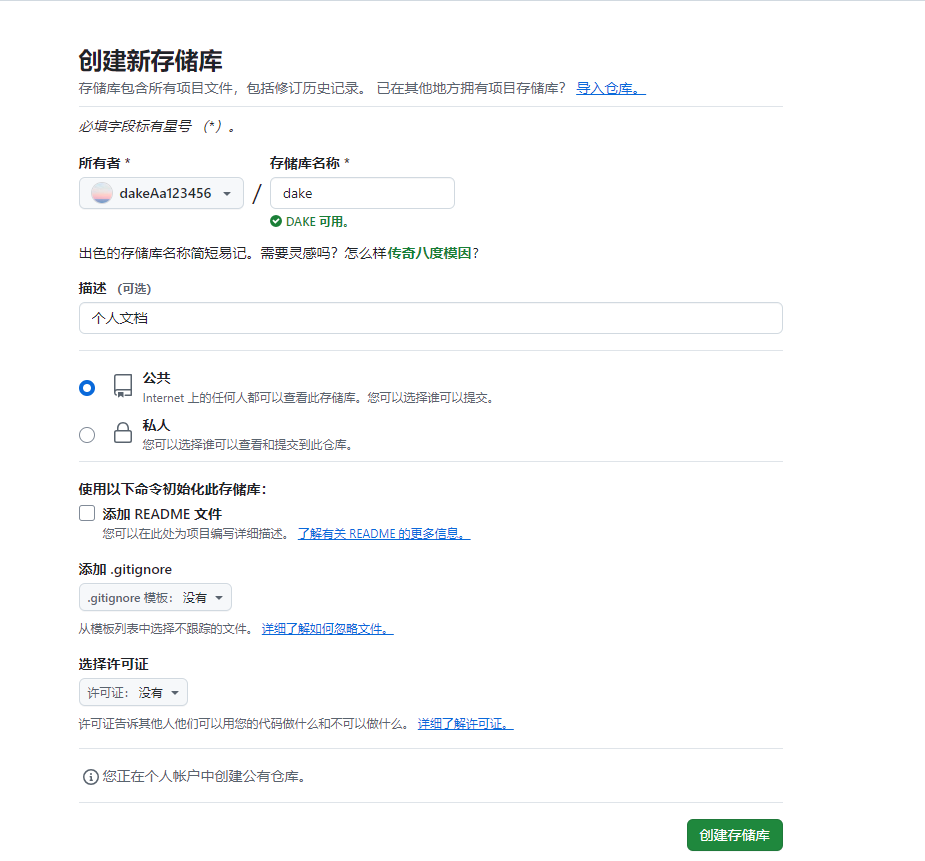 创建新存储库
存储库包含所有项目文件，包括修订历史记录。 已在其他地方拥有项目存储库？ 导入仓库。
必填字段标有星号 （*）。
所有者 * 存储库名称 *
dakeAa123456 / dake
DAKE 可用。
出色的存储库名称简短易记。需要灵感吗？怎么样传奇八度模因？
描述 （可选）
个人文档
公共
Internet 上的任何人都可以查看此存储库。您可以选择谁可以提交。
私人
您可以选择谁可以查看和提交到此仓库。
使用以下命令初始化此存储库：
添加 README 文件
您可以在此处为项目编写详细描述。 了解有关 README 的更多信息。
添加 .gitignore
.gitignore 模板： 没有
从模板列表中选择不跟踪的文件。 详细了解如何忽略文件。
选择许可证
许可证： 没有
许可证告诉其他人他们可以用您的代码做什么和不可以做什么。 详细了解许可证。
您正在个人帐户中创建公有仓库。
创建存储库